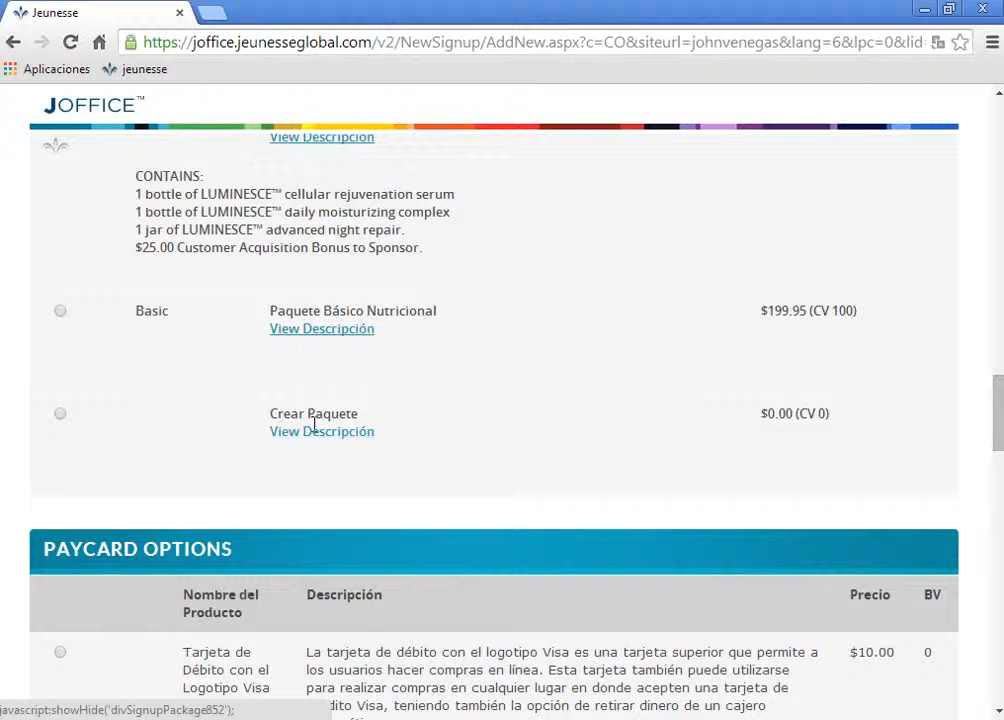 Jeunesse
https://joffice.jeunesseglobal.com/v2/NewSignup/AddNew.aspx?c=CO&siteurl=johnvenegas&lang=6&lpc=0&lid
Aplicaciones jeunesse
JOFFICE™
View Descripción
CONTAINS:
1 bottle of LUMINESCE™ cellular rejuvenation serum
1 bottle of LUMINESCE™ daily moisturizing complex
1 jar of LUMINESCE™ advanced night repair.
$25.00 Customer Acquisition Bonus to Sponsor.
Basic Paquete Básico Nutricional $199.95 (CV 100)
View Descripción
Crear Paquete $0.00 (CV 0)
View Descripción
PAYCARD OPTIONS
Nombre del Descripción Precio BV
Producto
Tarjeta de La tarjeta de débito con el logotipo Visa es una tarjeta superior que permite a $10.00 0
Débito con el los usuarios hacer compras en línea. Esta tarjeta también puede utilizarse
Logotipo Visa para realizar compras en cualquier lugar en donde acepten una tarjeta de
dito Visa, teniendo también la opción de retirar dinero de un cajero
javascript:showHide('divSignupPackage852');